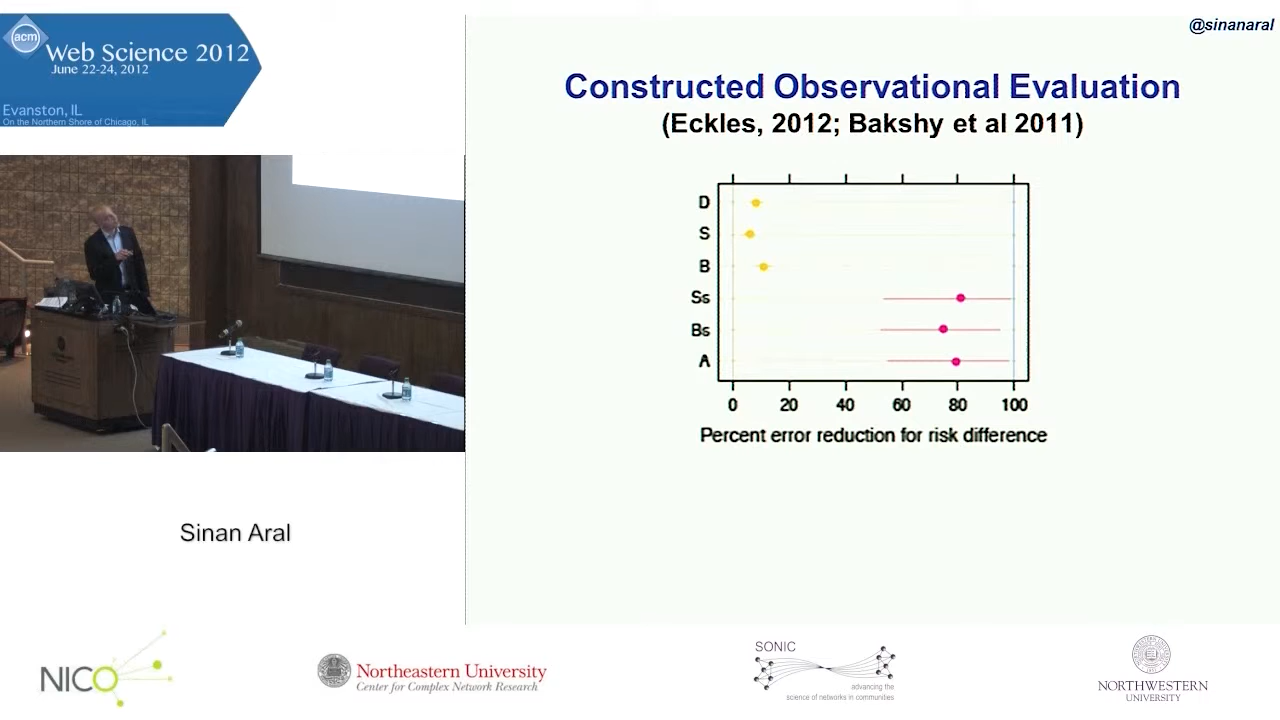 @sinanaral
acm
Web Science 2012
June 22-24, 2012
Evanston, IL
On the Northern Shore of Chicago, IL
Constructed Observational Evaluation
(Eckles, 2012; Bakshy et al 2011)
D
S
B
Ss
Bs
A
0 20 40 60 80 100
Percent error reduction for risk difference
Sinan Aral
NICO
Northeastern University
Center for Complex Network Research
SONIC
advancing the
science of networks in communities
NORTHWESTERN
UNIVERSITY